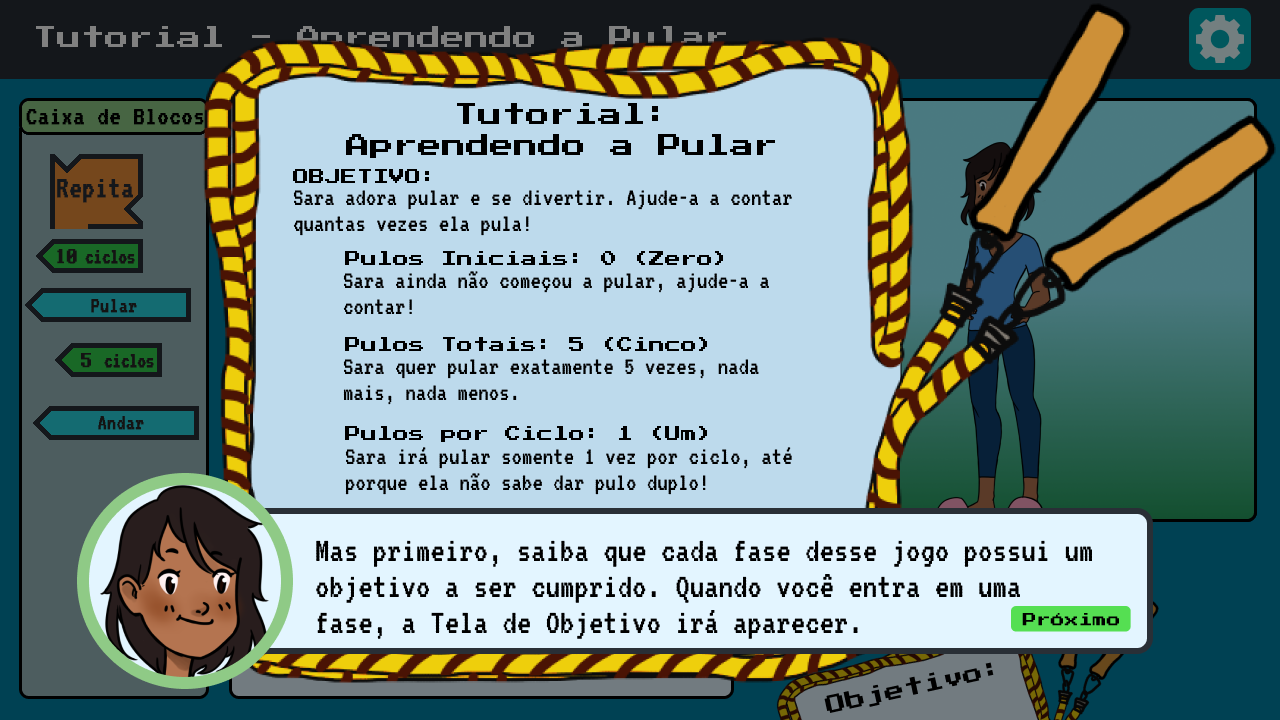 Tutorial - Aprendendo a Pular
Caixa de Blocos
Repita
10 ciclos
Pular
5 ciclos
Andar
Tutorial:
Aprendendo a Pular
OBJETIVO:
Sara adora pular e se divertir. Ajude-a a contar
quantas vezes ela pula!
Pulos Iniciais: 0 (Zero)
Sara ainda não começou a pular, ajude-a a
contar!
Pulos Totais: 5 (Cinco)
Sara quer pular exatamente 5 vezes, nada
mais, nada menos.
Pulos por Ciclo: 1 (Um)
Sara irá pular somente 1 vez por ciclo, até
porque ela não sabe dar pulo duplo!
Mas primeiro, saiba que cada fase desse jogo possui um
objetivo a ser cumprido. Quando você entra em uma
fase, a Tela de Objetivo irá aparecer.
Próximo
Objetivo: